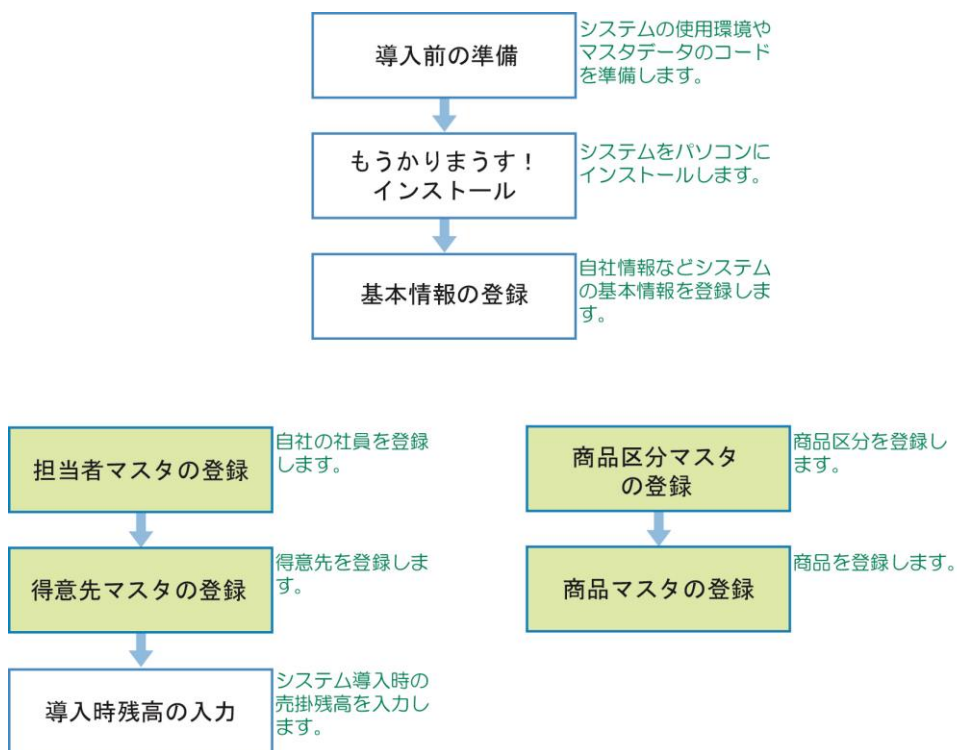 導入前の準備
システムの使用環境や
マスタデータのコード
を準備します。
もうかりまうす！
インストール
システムをパソコンに
インストールします。
基本情報の登録
自社情報などシステム
の基本情報を登録しま
す。
担当者マスタの登録
自社の社員を登録
します。
得意先マスタの登録
得意先を登録しま
す。
導入時残高の入力
システム導入時の
売掛残高を入力し
ます。
商品区分マスタ
の登録
商品区分を登録し
ます。
商品マスタの登録
商品を登録します。